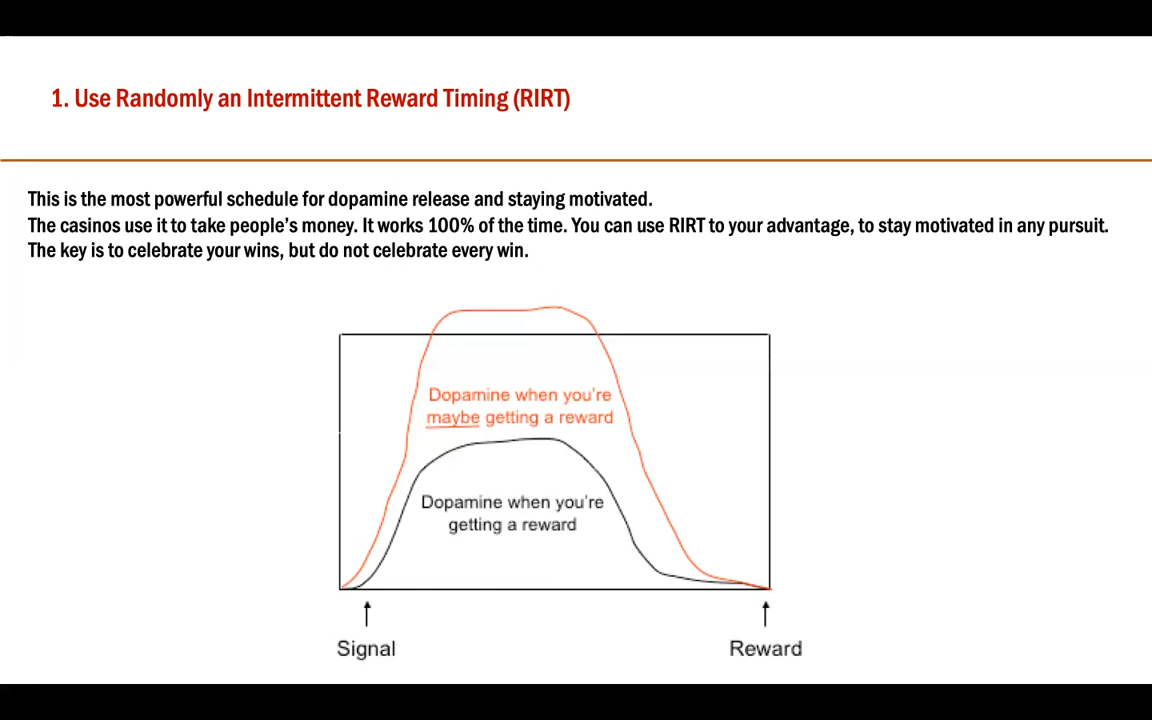 1. Use Randomly an Intermittent Reward Timing (RIRT)
This is the most powerful schedule for dopamine release and staying motivated.
The casinos use it to take people’s money. It works 100% of the time. You can use RIRT to your advantage, to stay motivated in any pursuit.
The key is to celebrate your wins, but do not celebrate every win.
Dopamine when you're
maybe getting a reward
Dopamine when you're
getting a reward
Signal
Reward